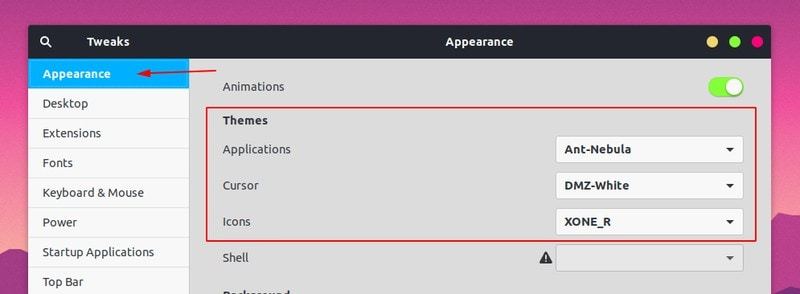 Tweaks
Appearance
Appearance
Desktop
Extensions
Fonts
Keyboard & Mouse
Power
Startup Applications
Top Bar
Animations
Themes
Applications Ant-Nebula
Cursor DMZ-White
Icons XONE_R
Shell
Background